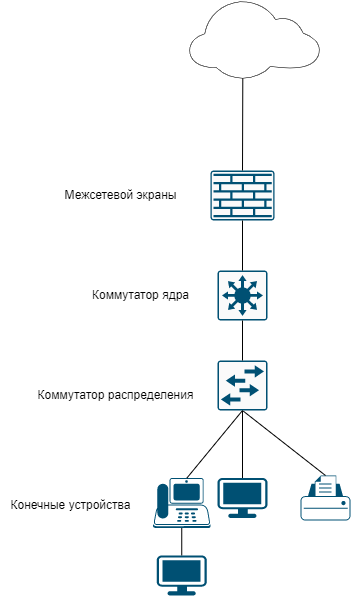 Межсетевой экраны
Коммутатор ядра
Коммутатор распределения
Конечные устройства